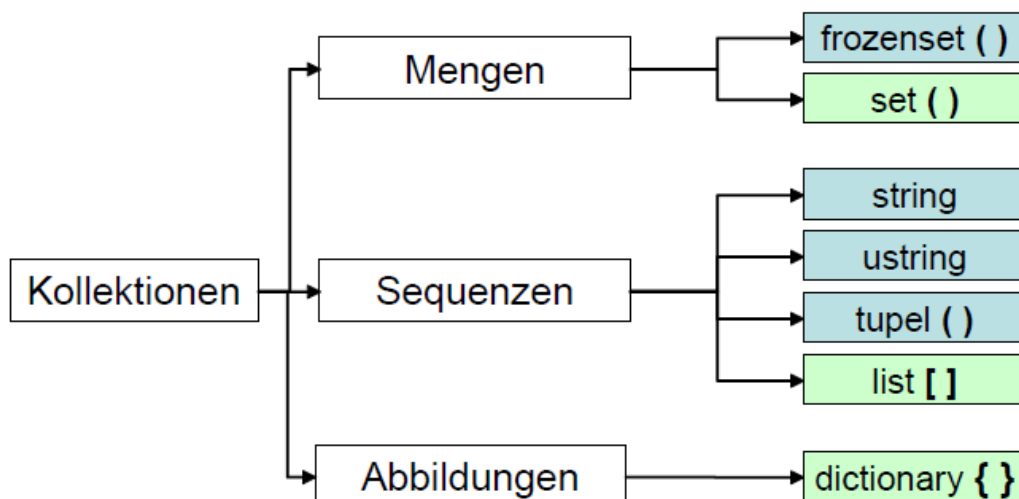 Kollektionen
Mengen
frozenset ( )
set ( )
Sequenzen
string
ustring
tupel ( )
list [ ]
Abbildungen
dictionary { }